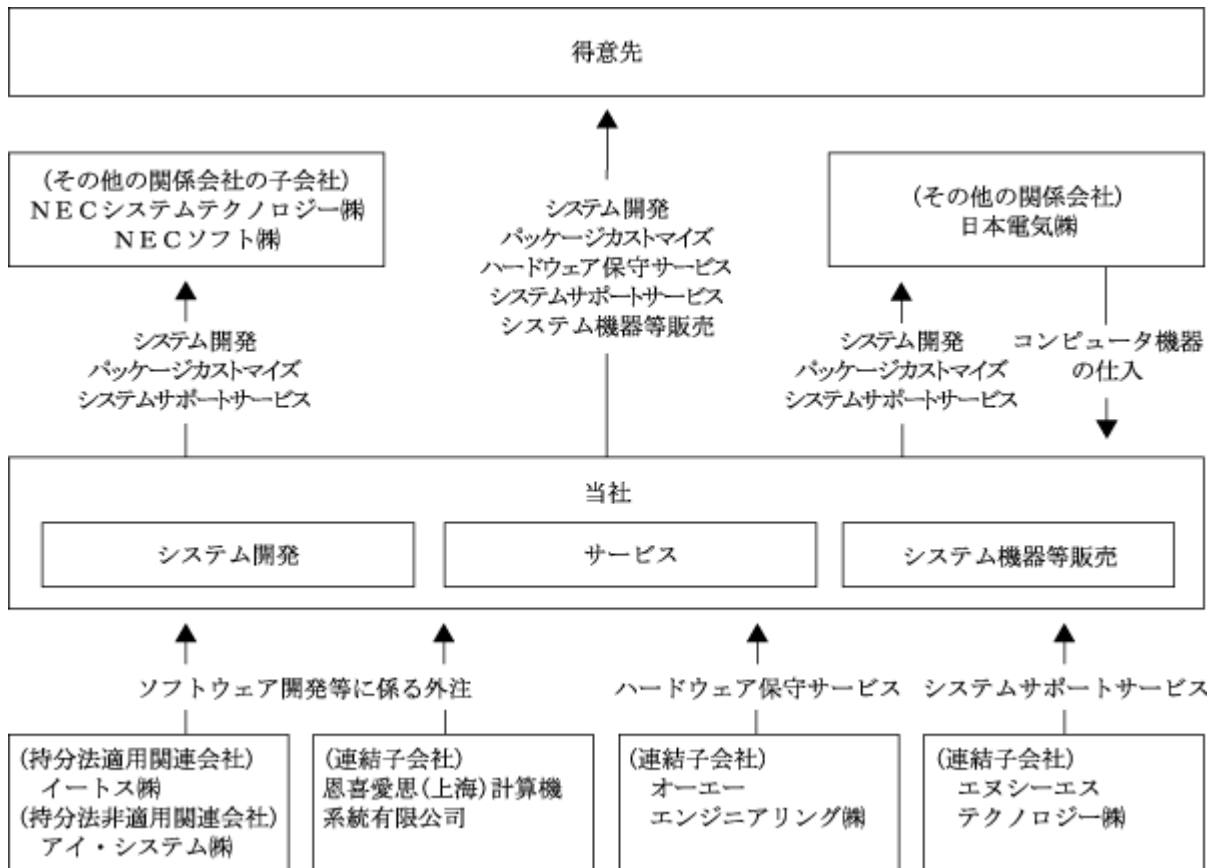 得意先
(その他の関係会社の子会社)
ＮＥＣシステムテクノロジー㈱
ＮＥＣソフト㈱
システム開発
パッケージカストマイズ
ハードウェア保守サービス
システムサポートサービス
システム機器等販売
(その他の関係会社)
日本電気㈱
システム開発
パッケージカストマイズ
システムサポートサービス
システム開発
パッケージカストマイズ
システムサポートサービス
コンピュータ機器
の仕入
当社
システム開発
サービス
システム機器等販売
ソフトウェア開発等に係る外注
ハードウェア保守サービス
システムサポートサービス
(持分法適用関連会社)
イートス㈱
(持分法非適用関連会社)
アイ・システム㈱
(連結子会社)
恩喜愛思(上海)計算機
系統有限公司
(連結子会社)
オーエー
エンジニアリング㈱
(連結子会社)
エヌシーエス
テクノロジー㈱